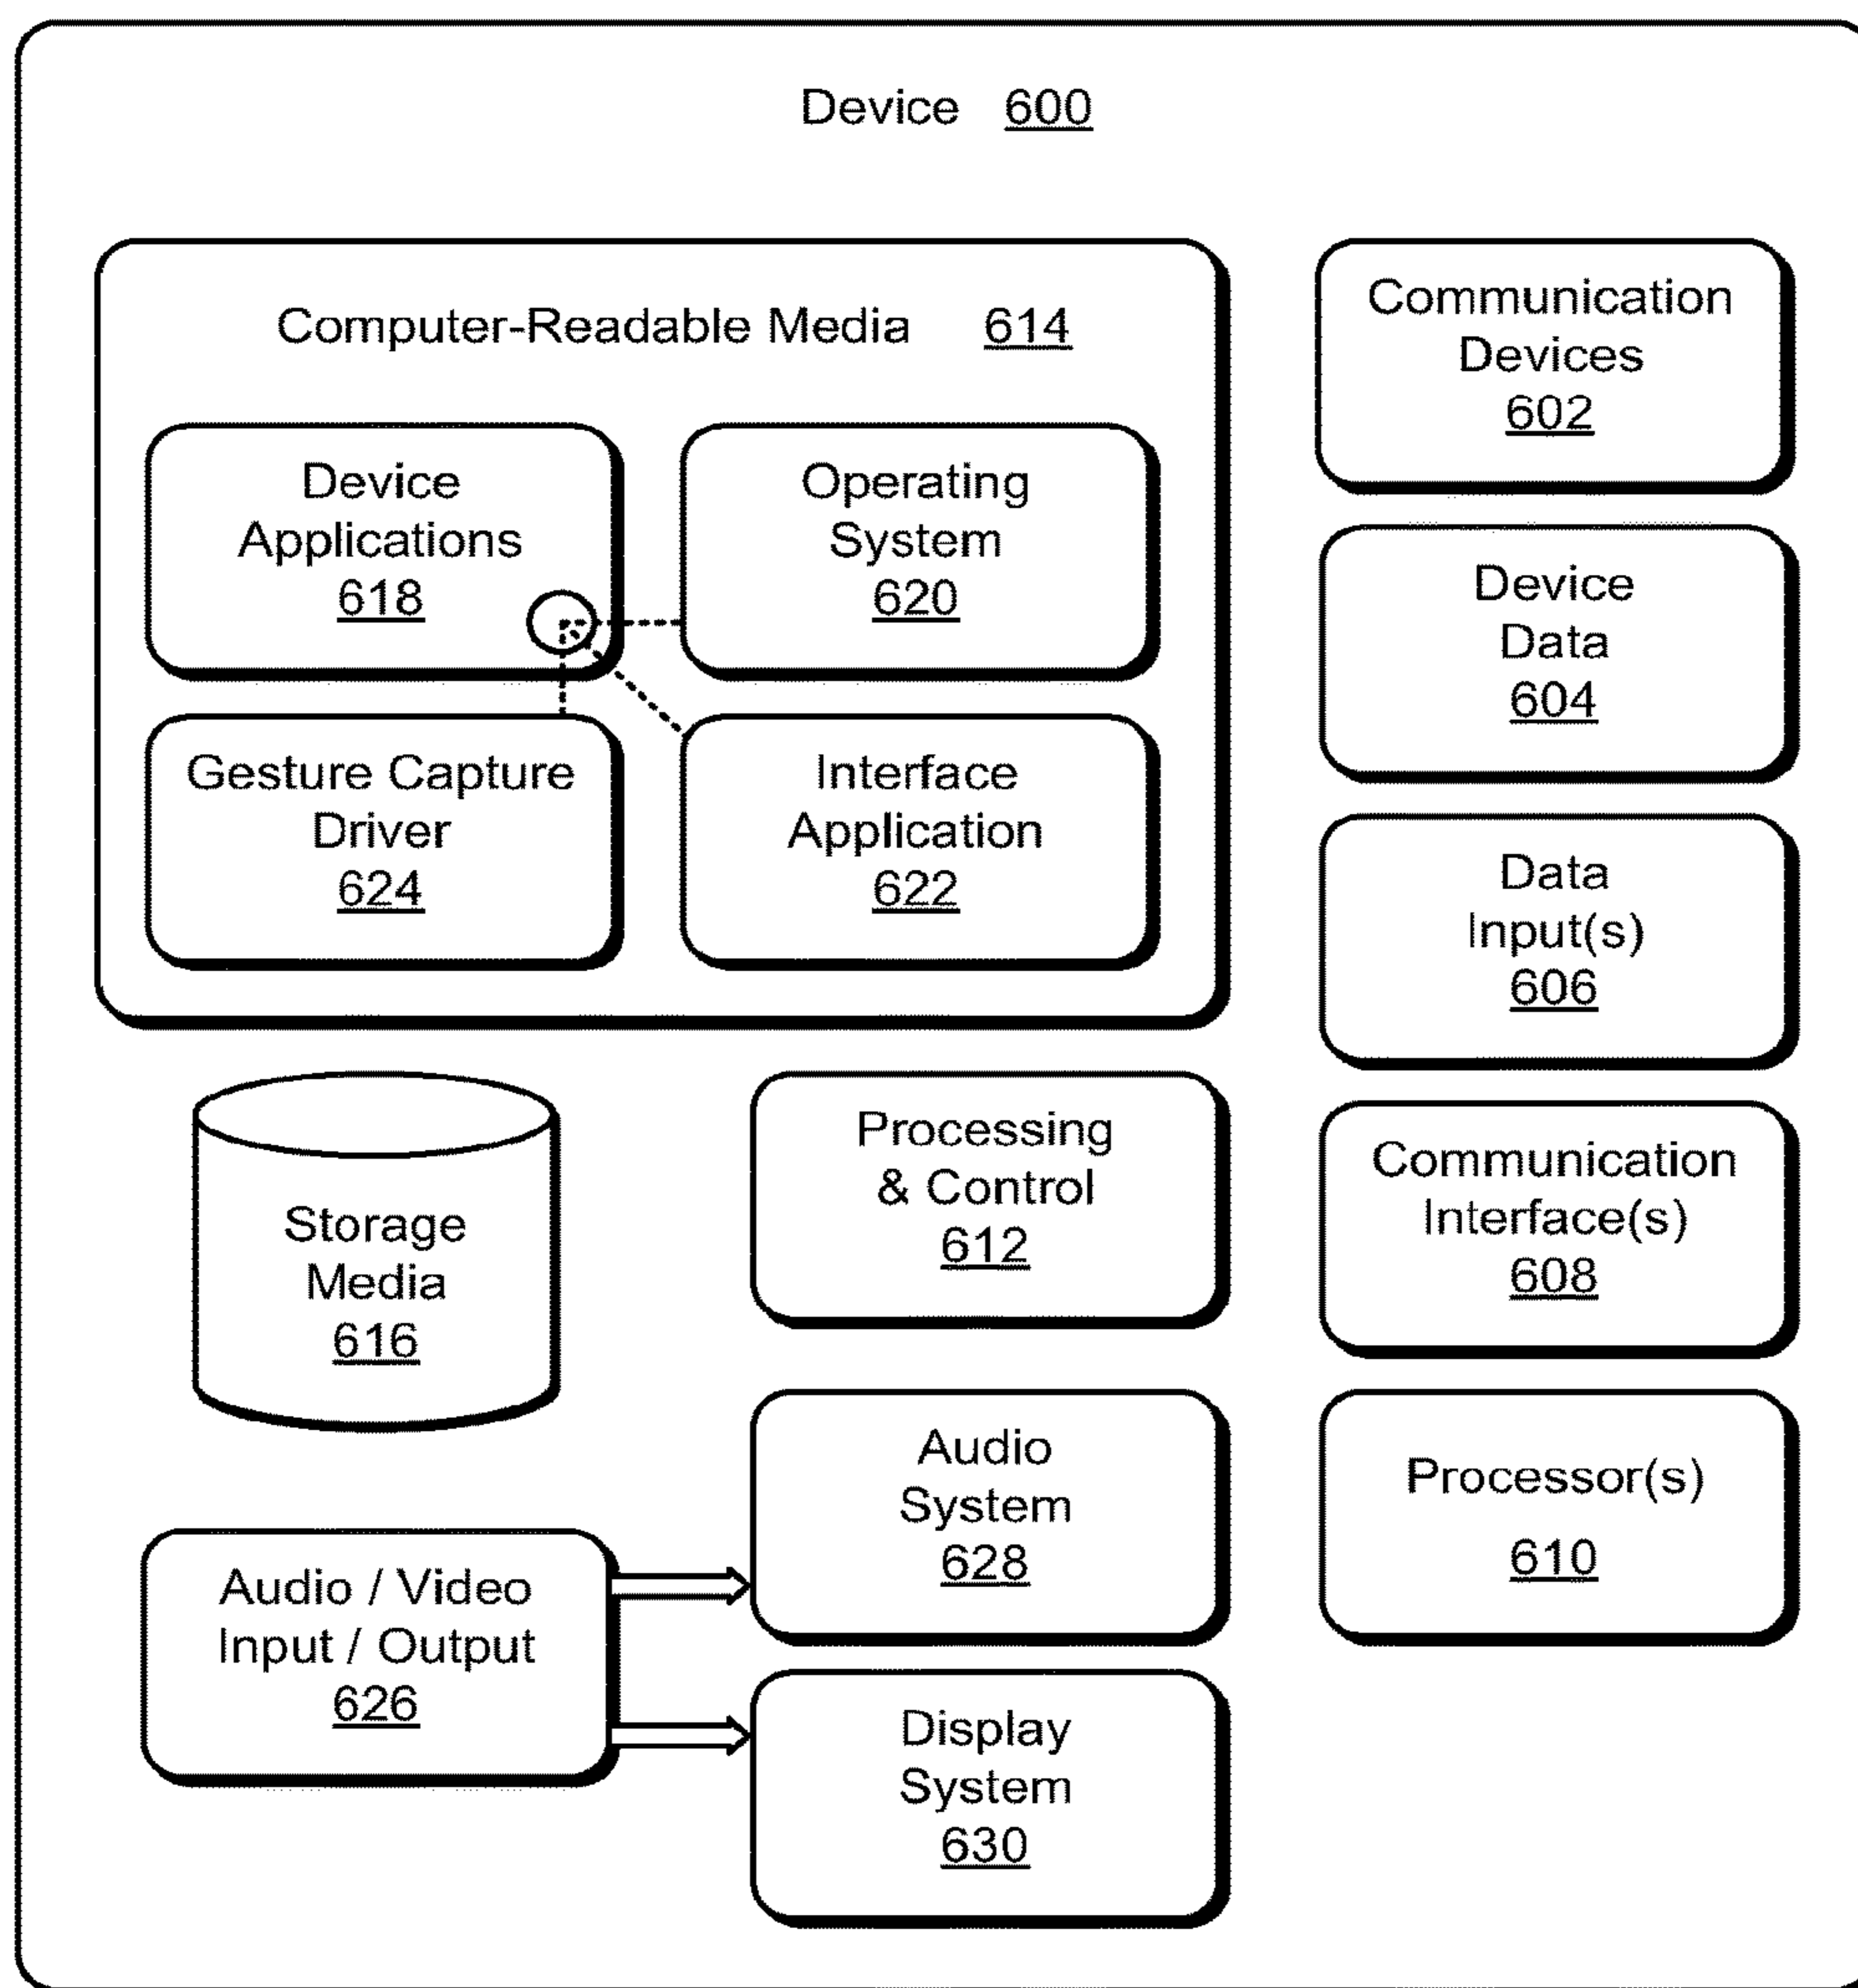 Device 600
Computer-Readable Media 614
Device
Applications
618
Operating
System
620
Gesture Capture
Driver
624
Interface
Application
622
Storage
Media
616
Processing
& Control
612
Audio / Video
Input / Output
626
Audio
System
628
Display
System
630
Communication
Devices
602
Device
Data
604
Data
Input(s)
606
Communication
Interface(s)
608
Processor(s)
610